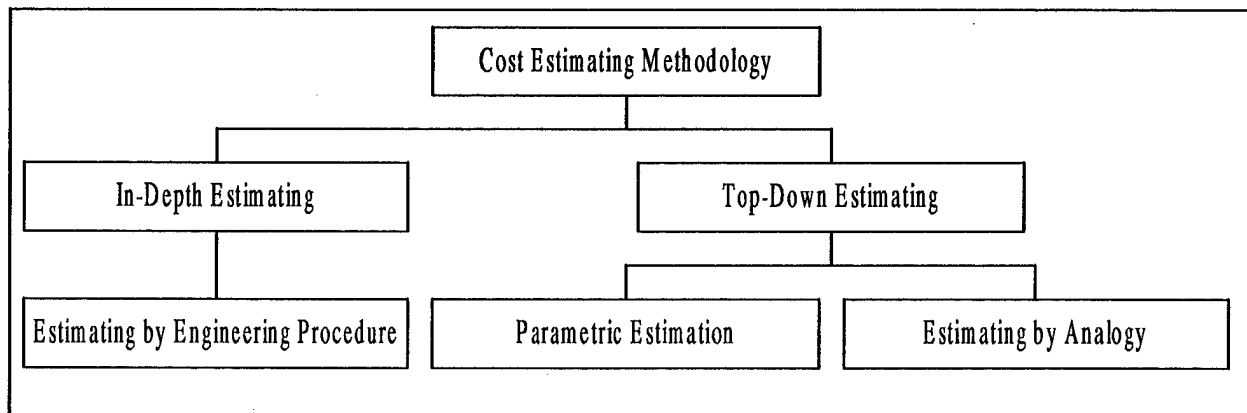 Cost Estimating Methodology
In-Depth Estimating
Top-Down Estimating
Estimating by Engineering Procedure
Parametric Estimation
Estimating by Analogy